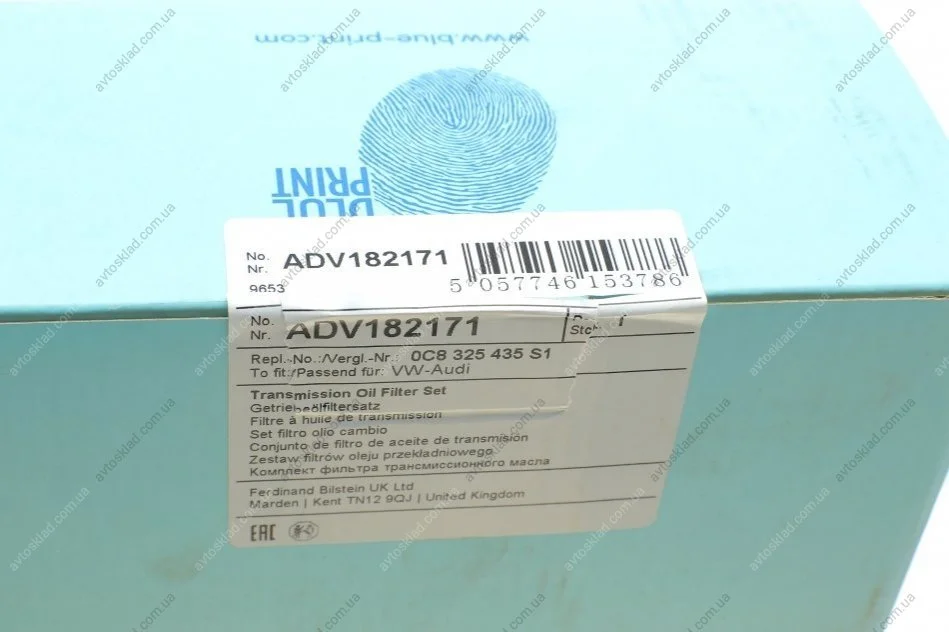 www.blue-print.com
BLUE
PRINT
No.
Nr.
ADV182171
9653
5 057746 153786
No.
Nr.
ADV182171
Repl.-No.:/Vergl.-Nr.: 0C8 325 435 S1
To fit:/Passend für: VW-Audi
Transmission Oil Filter Set
Getriebeölfiltersatz
Filtre à huile de transmission
Set filtro olio cambio
Conjunto de filtro de aceite de transmisión
Zestaw filtrów oleju przekładniowego
Комплект фильтра трансмиссионного масла
Ferdinand Bilstein UK Ltd
Marden | Kent TN12 9QJ | United Kingdom
EAC
avtosklad.com.ua